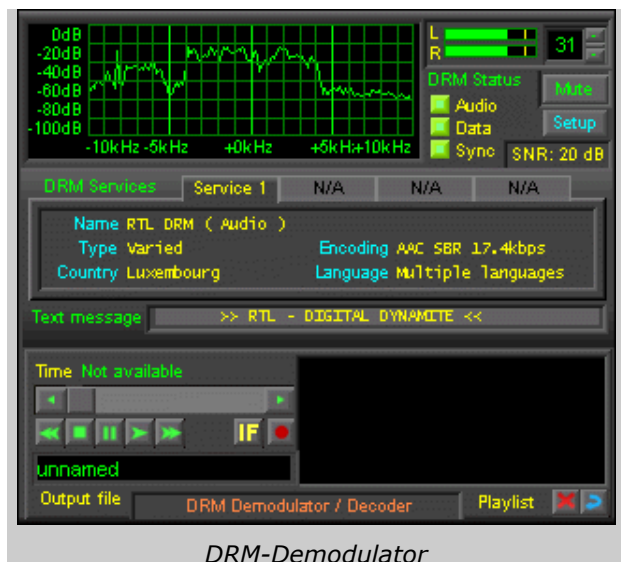 0dB
-20dB
-40dB
-60dB
-80dB
-100dB
-10kHz -5kHz +0kHz +5kHz +10kHz
L
R
31
DRM Status
Audio
Data
Sync
Mute
Setup
SNR: 20 dB
DRM Services Service 1 N/A N/A N/A
Name RTL DRM ( Audio )
Type Varied Encoding AAC SBR 17.4kbps
Country Luxembourg Language Multiple languages
Text message >> RTL - DIGITAL DYNAMITE <<
Time Not available
IF
unnamed
Output file DRM Demodulator / Decoder Playlist
DRM-Demodulator